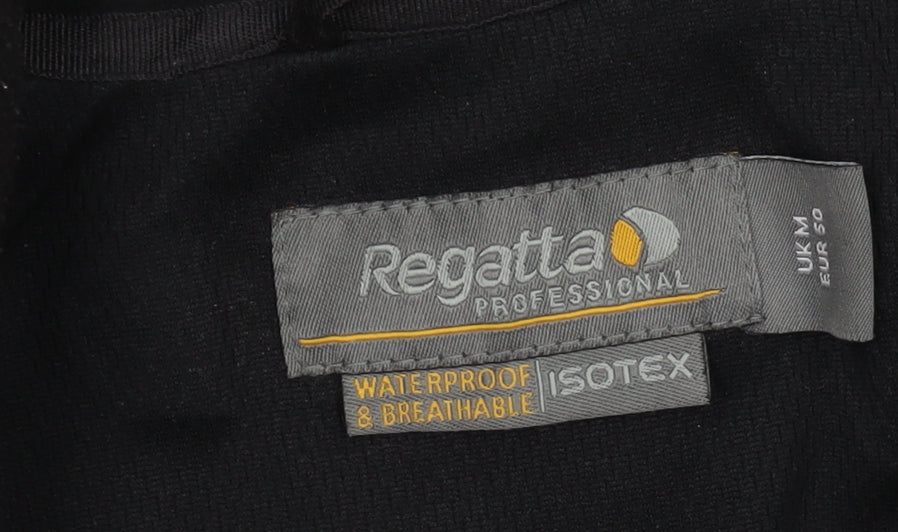 Regatta
PROFESSIONAL
WATERPROOF
& BREATHABLE
ISOTEX
UK M
EUR 50